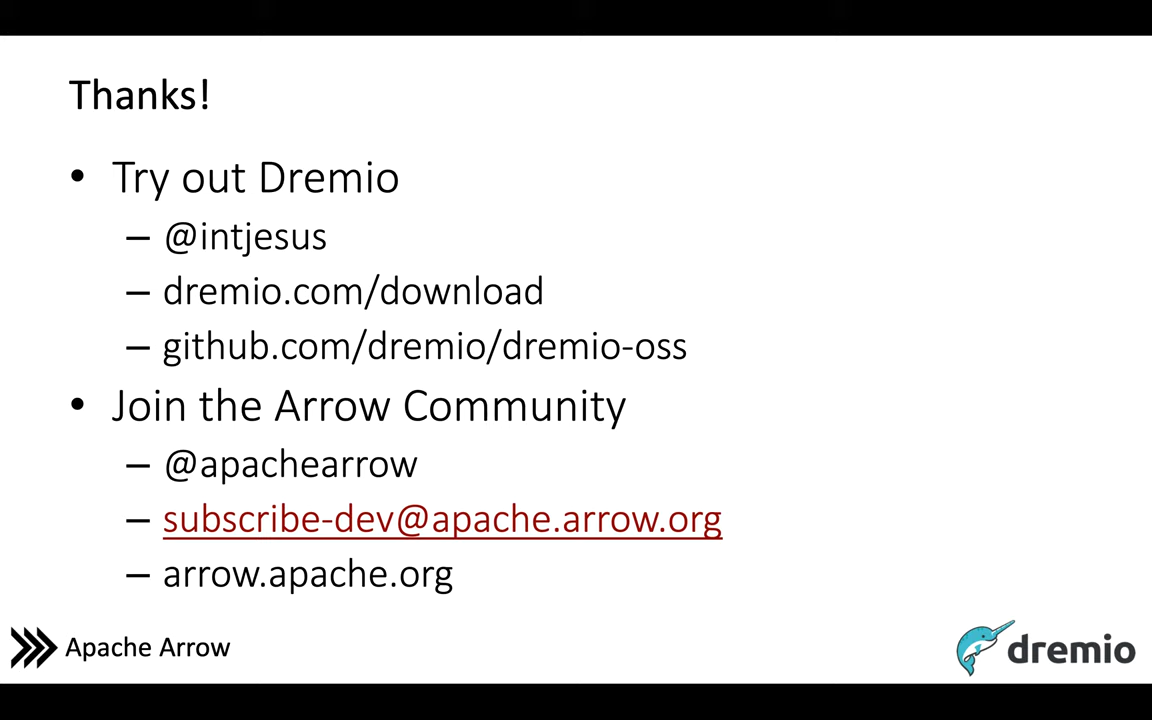 Thanks!
• Try out Dremio
– @intjesus
– dremio.com/download
– github.com/dremio/dremio-oss
• Join the Arrow Community
– @apachearrow
– subscribe-dev@apache.arrow.org
– arrow.apache.org
Apache Arrow
dremio